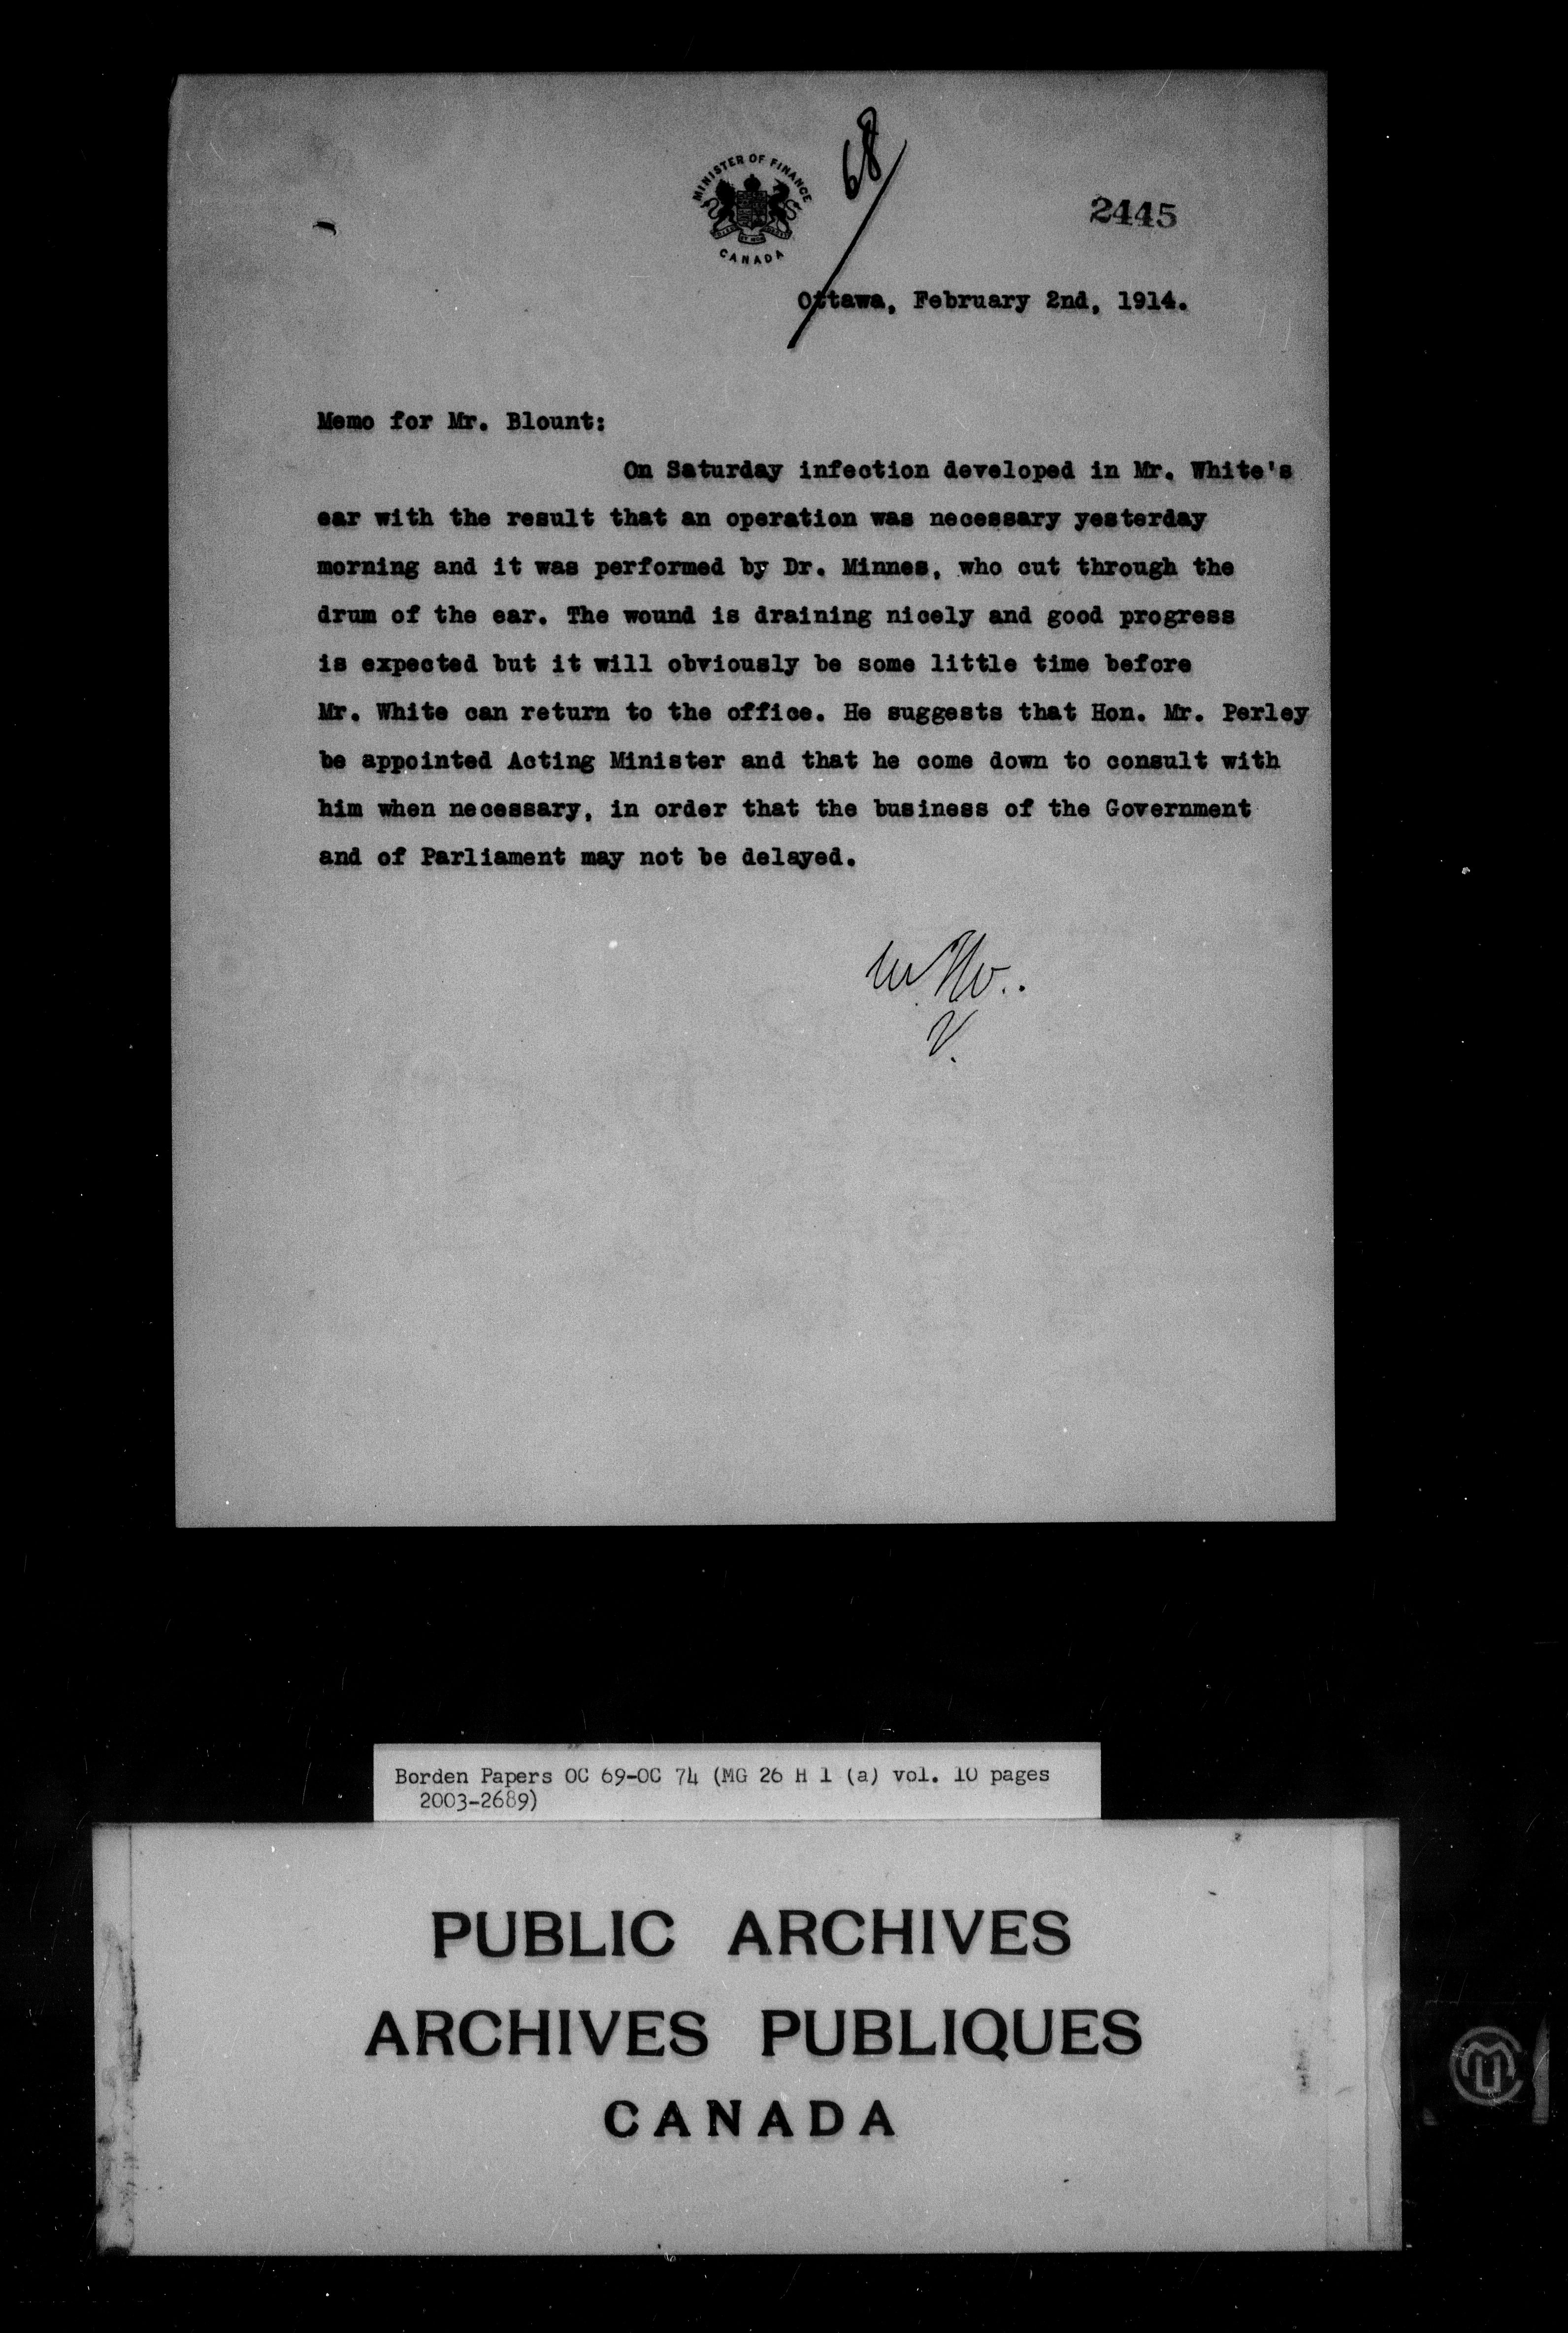 68
MINISTER OF FINANCE
CANADA
2445
Ottawa, February 2nd, 1914.
Memo for Mr. Blount:
On Saturday infection developed in Mr. White's
ear with the result that an operation was necessary yesterday
morning and it was performed by Dr. Minnes, who cut through the
drum of the ear. The wound is draining nicely and good progress
is expected but it will obviously be some little time before
Mr. White can return to the office. He suggests that Hon. Mr. Perley
be appointed Acting Minister and that he come down to consult with
him when necessary, in order that the business of the Government
and of Parliament may not be delayed.
Borden Papers OC 69-OC 74 (MG 26 H 1 (a) vol. 10 pages
2003-2689)
PUBLIC ARCHIVES
ARCHIVES PUBLIQUES
CANADA